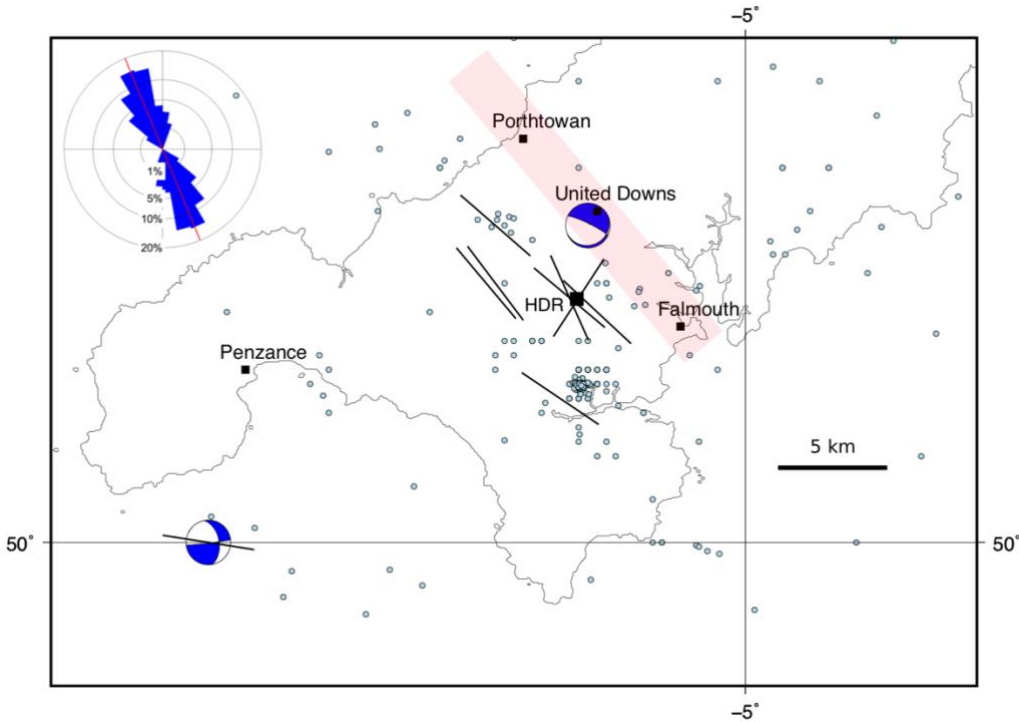 −5˚
1%
5%
10%
20%
Porthtowan
United Downs
HDR
Falmouth
Penzance
5 km
50˚
50˚
−5˚